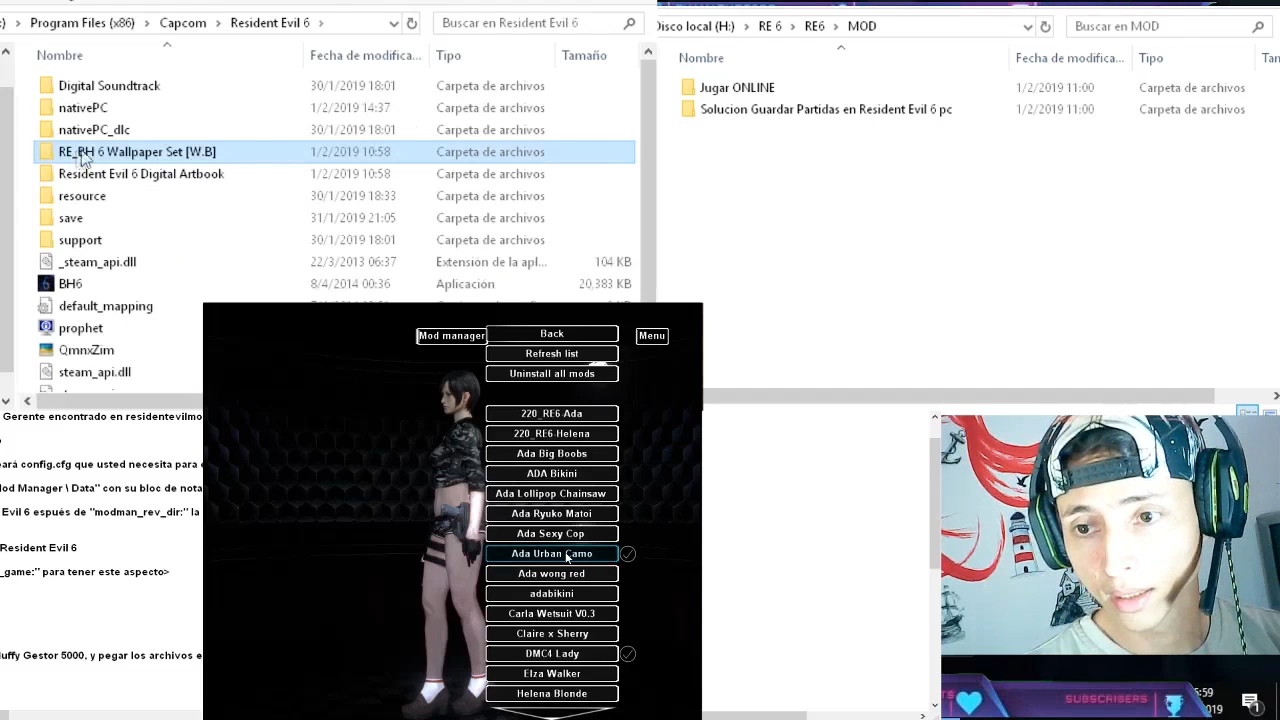 Program Files (x86) › Capcom › Resident Evil 6 ›
Buscar en Resident Evil 6
Nombre
Fecha de modifica...
Tipo
Tamaño
Digital Soundtrack 30/1/2019 18:01 Carpeta de archivos
nativePC 1/2/2019 14:37 Carpeta de archivos
nativePC_dlc 30/1/2019 18:01 Carpeta de archivos
RE_BH 6 Wallpaper Set [W.B] 1/2/2019 10:58 Carpeta de archivos
Resident Evil 6 Digital Artbook 1/2/2019 10:58 Carpeta de archivos
resource 30/1/2019 18:33 Carpeta de archivos
save 31/1/2019 21:05 Carpeta de archivos
support 30/1/2019 18:01 Carpeta de archivos
_steam_api.dll 22/3/2013 06:37 Extensión de la apl... 104 KB
BH6 8/4/2014 00:36 Aplicación 20,383 KB
default_mapping
prophet
QmnxZim
steam_api.dll
Disco local (H:) › RE 6 › RE6 › MOD
Buscar en MOD
Nombre
Fecha de modifica...
Tipo
Tar
Jugar ONLINE 1/2/2019 11:00 Carpeta de archivos
Solucion Guardar Partidas en Resident Evil 6 pc 1/2/2019 11:00 Carpeta de archivos
Gerente encontrado en residentevilmo
eará config.cfg que usted necesita para
Mod Manager \ Data" con su bloc de nota
Evil 6 espués de "modman_rev_dir:" la
Resident Evil 6
_game:" para tener este aspecto>
luffy Gestor 5000, y pegar los archivos e
Mod manager
Back
Menu
Refresh list
Uninstall all mods
220_RE6-Ada
220_RE6-Helena
Ada Big Boobs
ADA Bikini
Ada Lollipop Chainsaw
Ada Ryuko Matoi
Ada Sexy Cop
Ada Urban Camo
Ada wong red
adabikini
Carla Wetsuit V0.3
Claire x Sherry
DMC4 Lady
Elza Walker
Helena Blonde
SUBSCRIBERS
5:59
2019
1